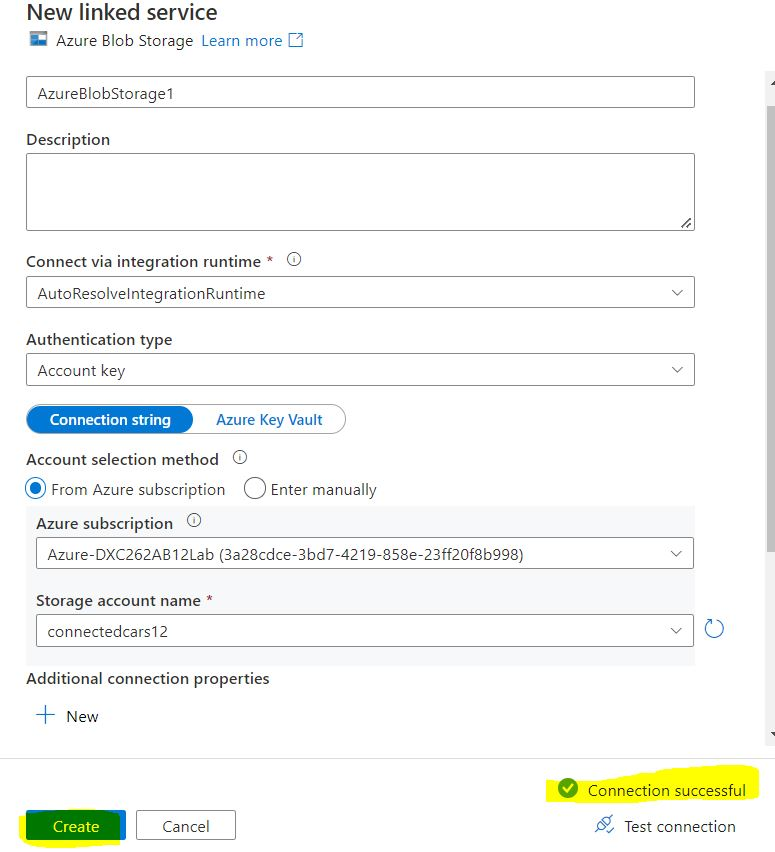 New linked service
Azure Blob Storage Learn more
AzureBlobStorage1
Description
Connect via integration runtime *
AutoResolveIntegrationRuntime
Authentication type
Account key
Connection string Azure Key Vault
Account selection method
From Azure subscription Enter manually
Azure subscription
Azure-DXC262AB12Lab (3a28cdce-3bd7-4219-858e-23ff20f8b998)
Storage account name *
connectedcars12
Additional connection properties
New
Connection successful
Create Cancel Test connection